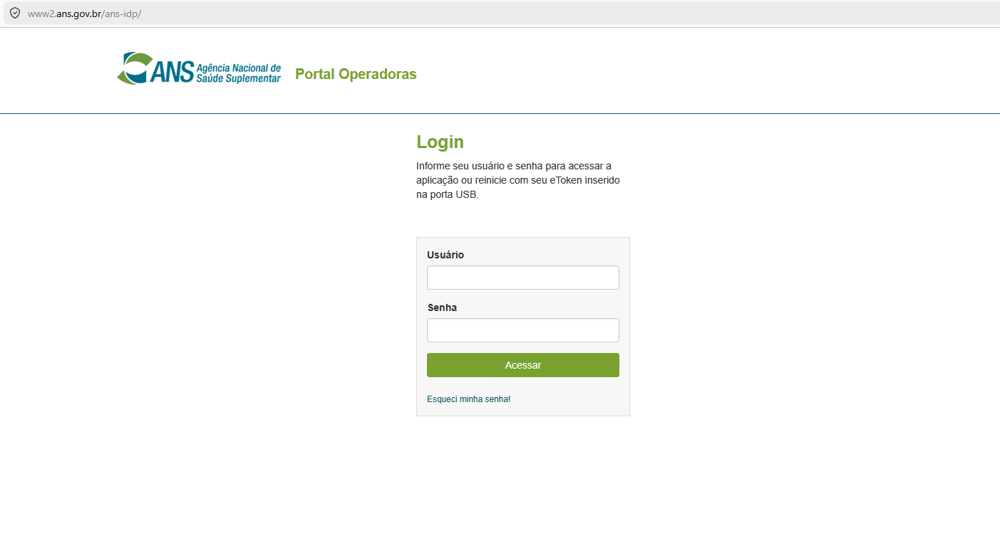 www2.ans.gov.br/ans-idp/
ANS Agência Nacional de
Saúde Suplementar
Portal Operadoras
Login
Informe seu usuário e senha para acessar a
aplicação ou reinicie com seu eToken inserido
na porta USB.
Usuário
Senha
Acessar
Esqueci minha senha!